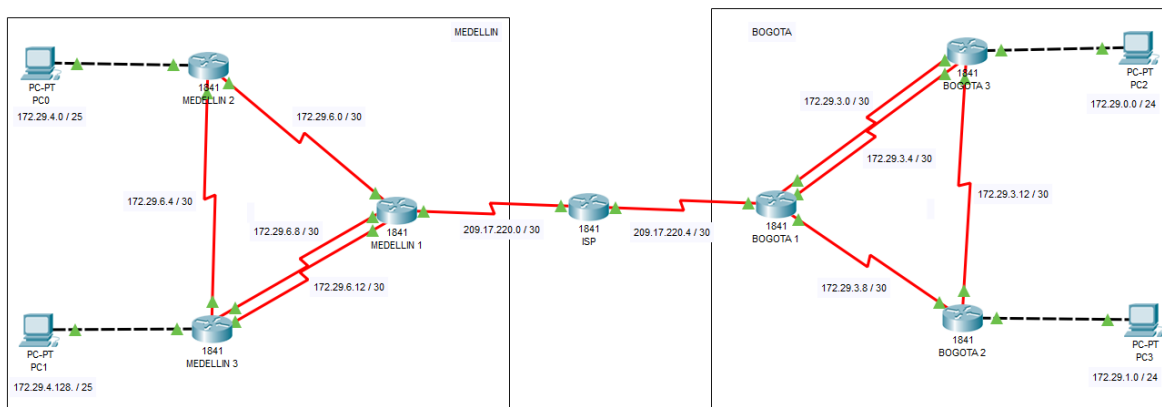 MEDELLIN
PC-PT
PC0
172.29.4.0 / 25
1841
MEDELLIN 2
172.29.6.0 / 30
172.29.6.4 / 30
172.29.6.8 / 30
1841
MEDELLIN 1
172.29.6.12 / 30
PC-PT
PC1
172.29.4.128. / 25
1841
MEDELLIN 3
209.17.220.0 / 30
1841
ISP
209.17.220.4 / 30
BOGOTA
1841
BOGOTA 3
PC-PT
PC2
172.29.0.0 / 24
172.29.3.0 / 30
172.29.3.4 / 30
172.29.3.12 / 30
1841
BOGOTA 1
172.29.3.8 / 30
1841
BOGOTA 2
PC-PT
PC3
172.29.1.0 / 24